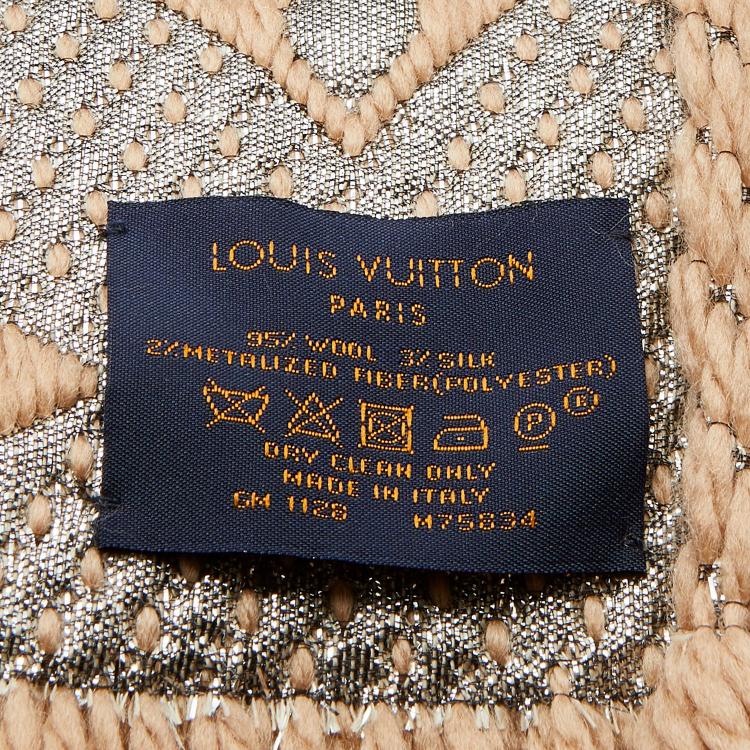 LOUIS VUITTON
PARIS
95% WOOL 3% SILK
2%METALIZED FIBER(POLYESTER)
P
DRY CLEAN ONLY
MADE IN ITALY
GM 1128 M75834